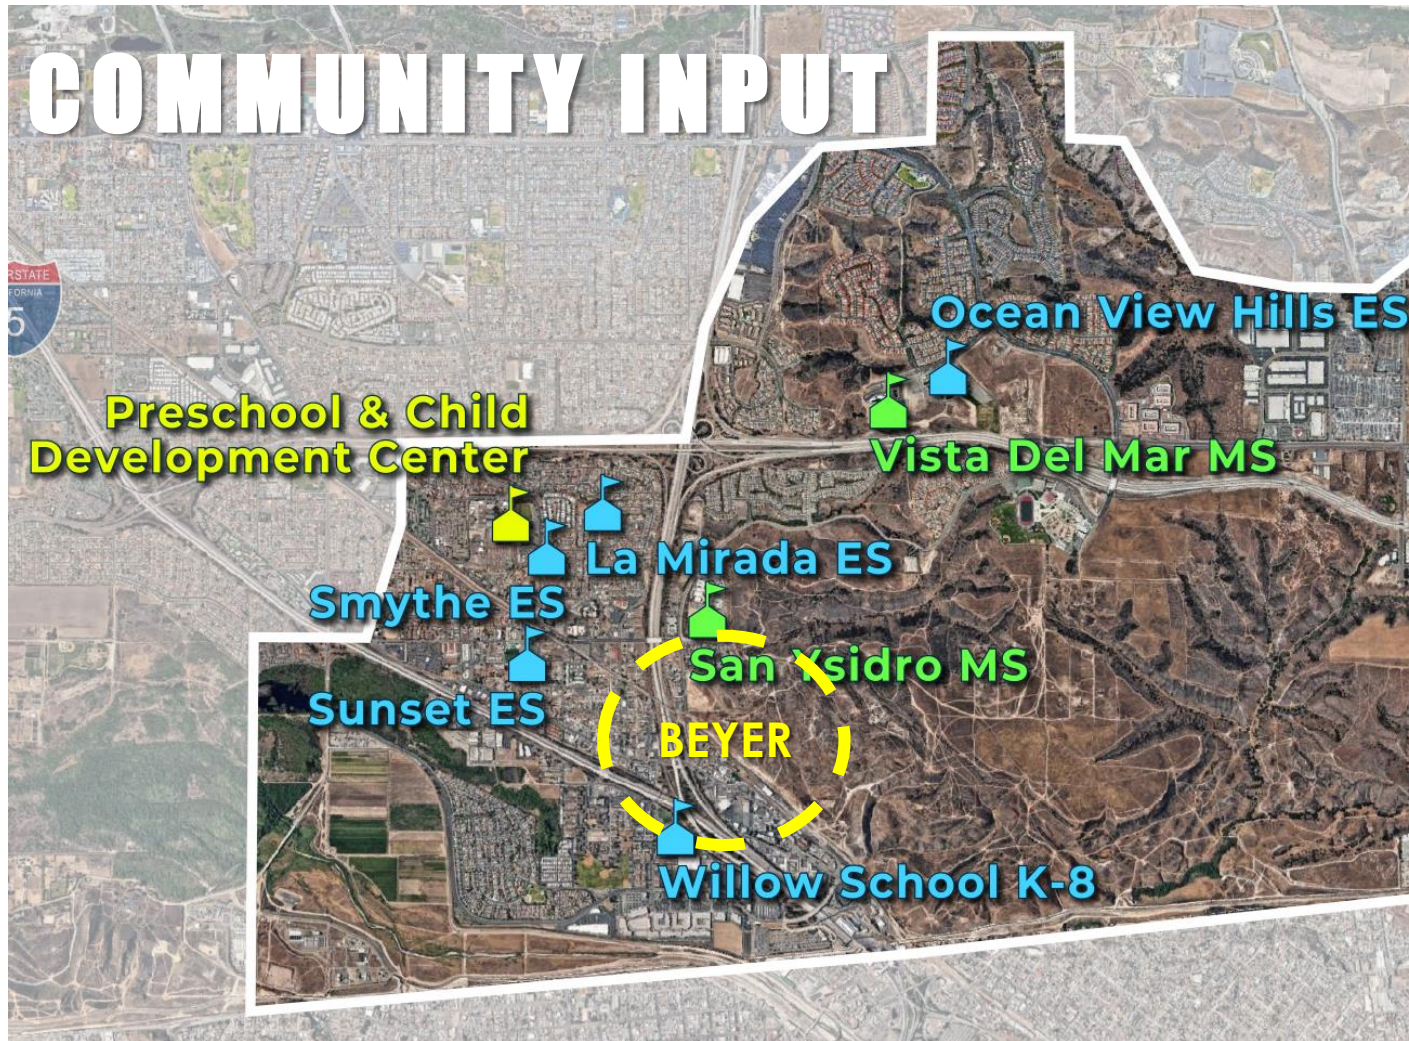 COMMUNITY INPUT
Ocean View Hills ES
5
Preschool & Child
Development Center
Vista Del Mar MS
La Mirada ES
Smythe ES
San Ysidro MS
Sunset ES
BEYER
Willow School K-8